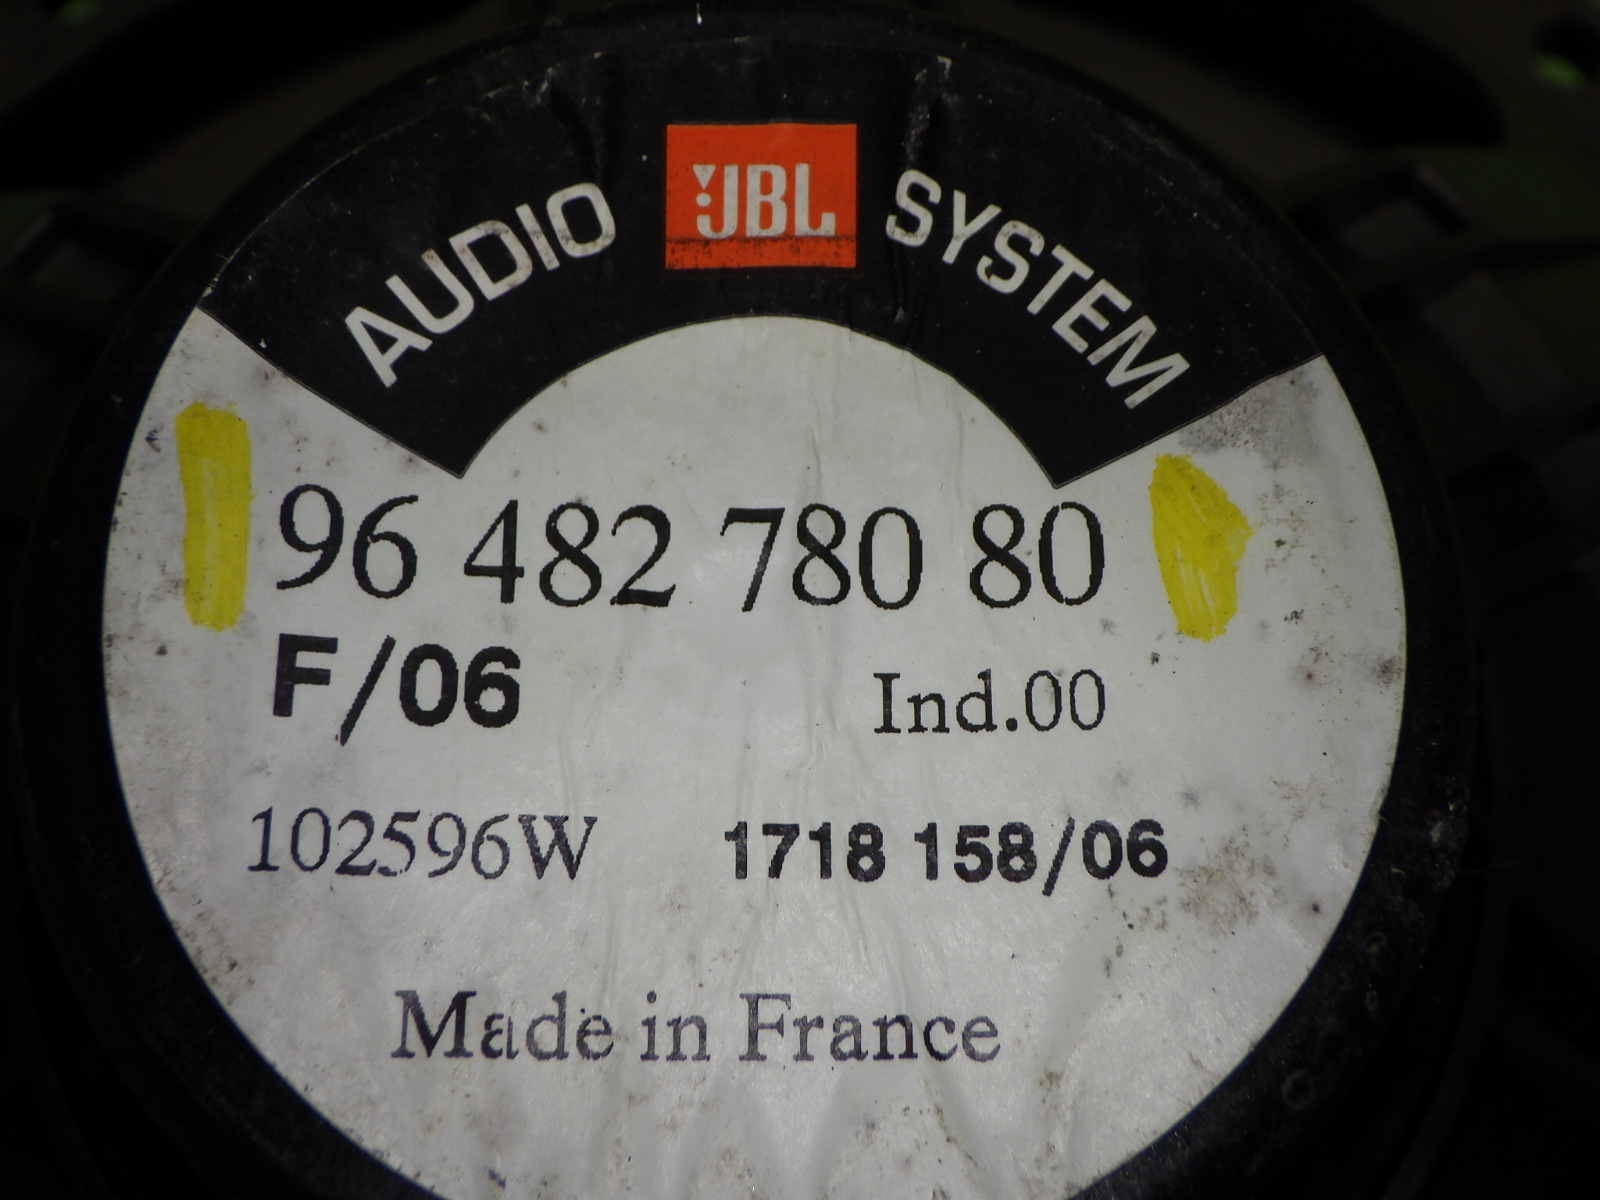 AUDIO JBL SYSTEM
96 482 780 80
F/06 Ind.00
102596W 1718 158/06
Made in France